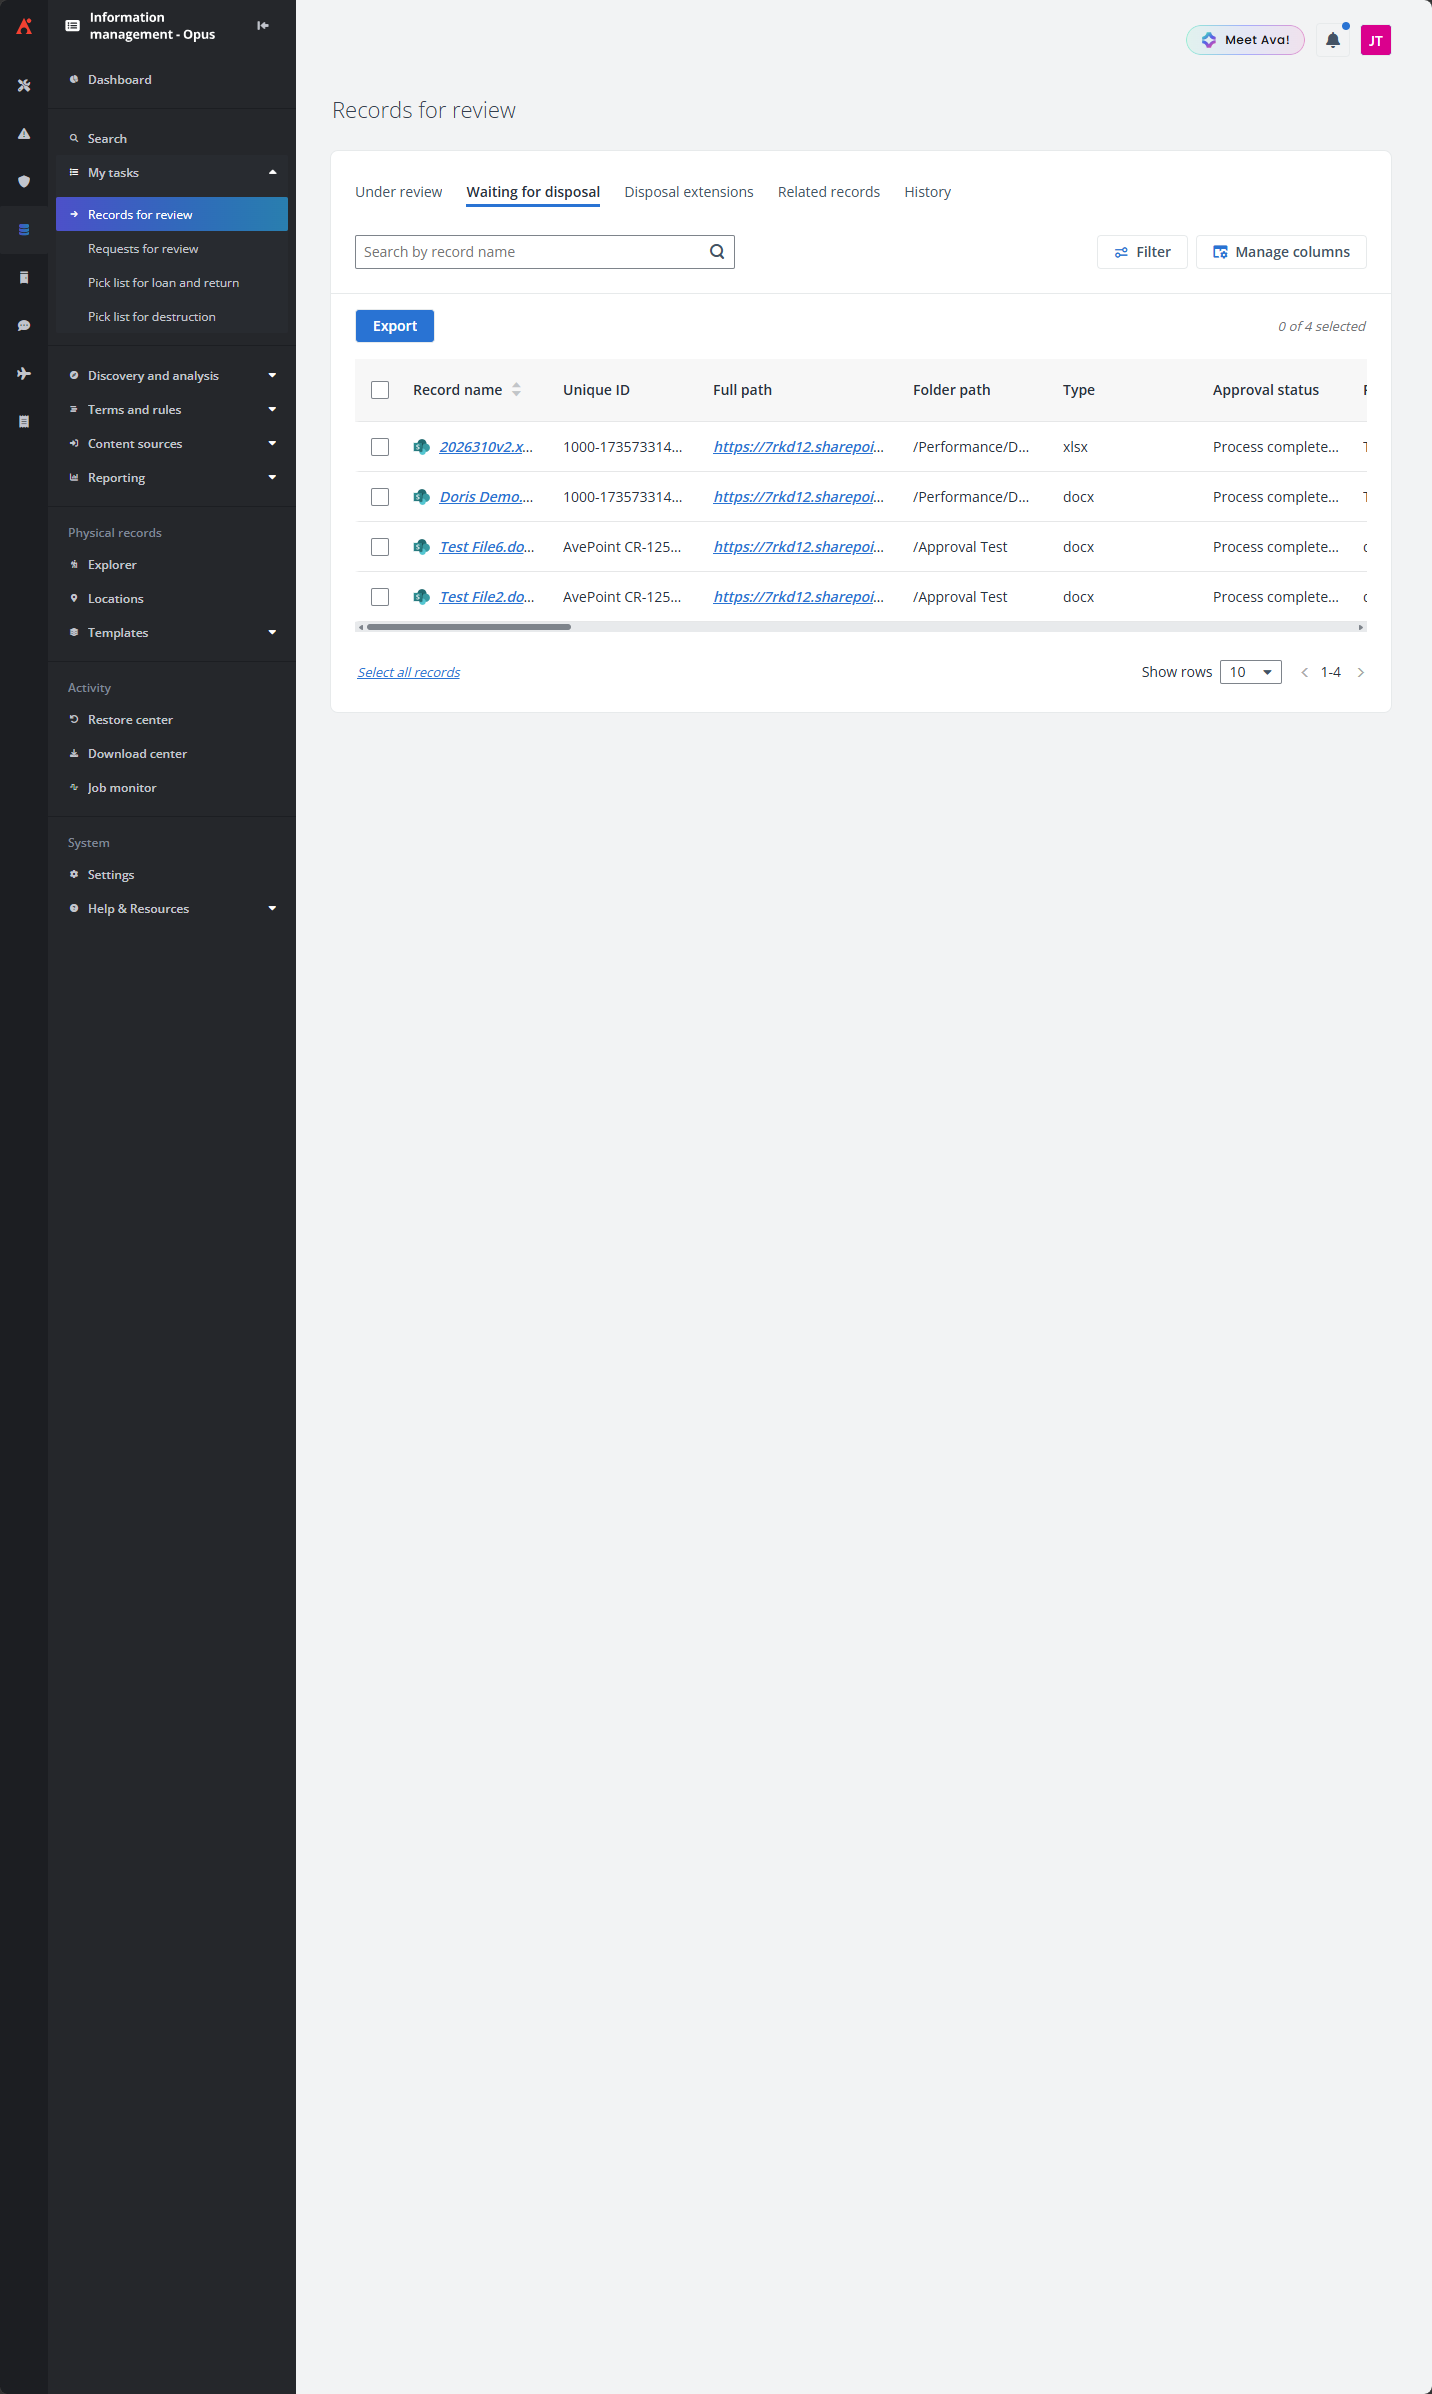 Information
management - Opus
Dashboard
Search
My tasks
Records for review
Requests for review
Pick list for loan and return
Pick list for destruction
Discovery and analysis
Terms and rules
Content sources
Reporting
Physical records
Explorer
Locations
Templates
Activity
Restore center
Download center
Job monitor
System
Settings
Help & Resources
Meet Ava!
JT
Records for review
Under review Waiting for disposal Disposal extensions Related records History
Search by record name Filter Manage columns
Export 0 of 4 selected
Record name Unique ID Full path Folder path Type Approval status
2026310v2.x... 1000-173573314... https://7rkd12.sharepoi... /Performance/D... xlsx Process complete...
Doris Demo.... 1000-173573314... https://7rkd12.sharepoi... /Performance/D... docx Process complete...
Test File6.do... AvePoint CR-125... https://7rkd12.sharepoi... /Approval Test docx Process complete...
Test File2.do... AvePoint CR-125... https://7rkd12.sharepoi... /Approval Test docx Process complete...
Select all records Show rows 10 1-4